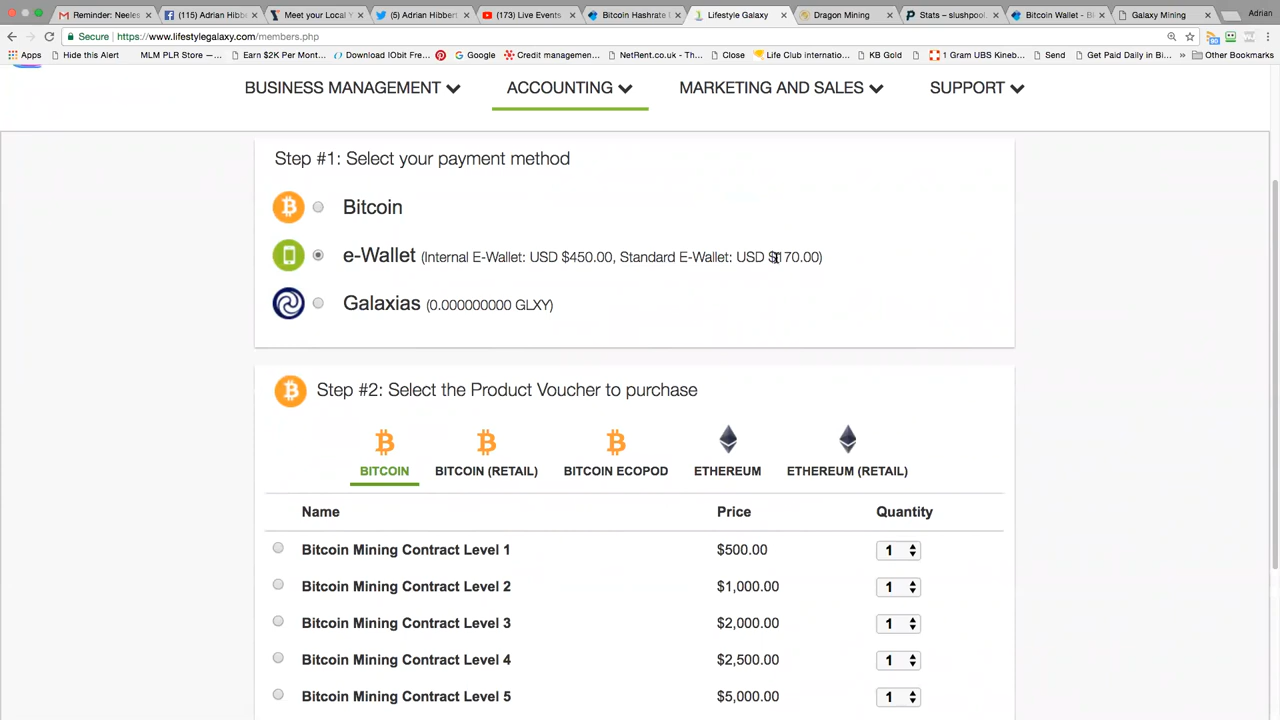 Reminder: Neeles
(115) Adrian Hibbe
Meet your Local Y
(5) Adrian Hibbert
(173) Live Events -
Bitcoin Hashrate D
Lifestyle Galaxy
Dragon Mining
Stats – slushpool.
Bitcoin Wallet - Bi
Galaxy Mining
Adrian
Secure
https://www.lifestylegalaxy.com/members.php
Apps
Hide this Alert
MLM PLR Store —...
Earn $2K Per Mont...
Download IObit Fre...
Google
Credit managemen...
NetRent.co.uk - Th...
Close
Life Club internatio...
KB Gold
1 Gram UBS Kineb...
Send
Get Paid Daily in Bi...
»
Other Bookmarks
BUSINESS MANAGEMENT
ACCOUNTING
MARKETING AND SALES
SUPPORT
Step #1: Select your payment method
Bitcoin
e-Wallet (Internal E-Wallet: USD $450.00, Standard E-Wallet: USD $170.00)
Galaxias (0.000000000 GLXY)
Step #2: Select the Product Voucher to purchase
BITCOIN
BITCOIN (RETAIL)
BITCOIN ECOPOD
ETHEREUM
ETHEREUM (RETAIL)
Name Price Quantity
Bitcoin Mining Contract Level 1 $500.00 1
Bitcoin Mining Contract Level 2 $1,000.00 1
Bitcoin Mining Contract Level 3 $2,000.00 1
Bitcoin Mining Contract Level 4 $2,500.00 1
Bitcoin Mining Contract Level 5 $5,000.00 1